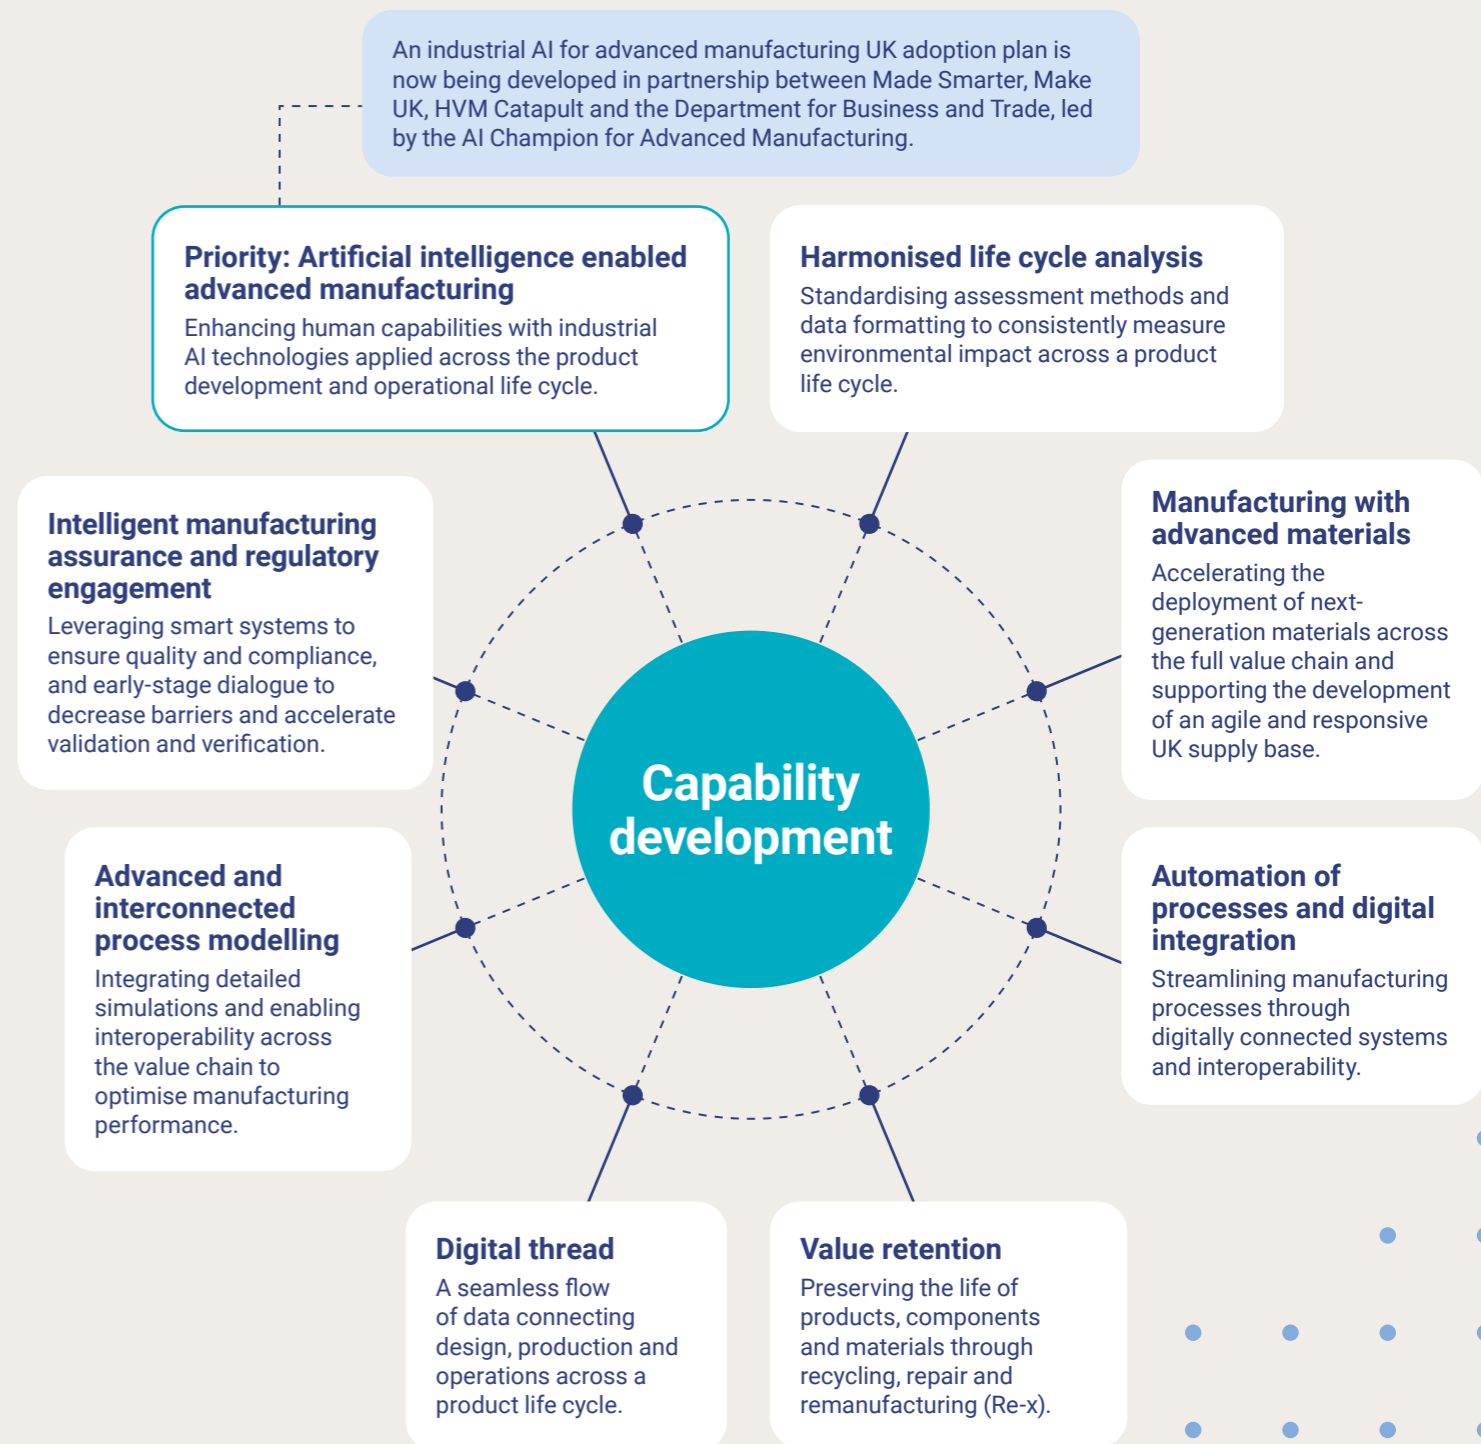 An industrial AI for advanced manufacturing UK adoption plan is
now being developed in partnership between Made Smarter, Make
UK, HVM Catapult and the Department for Business and Trade, led
by the AI Champion for Advanced Manufacturing.
Priority: Artificial intelligence enabled
advanced manufacturing
Enhancing human capabilities with industrial
AI technologies applied across the product
development and operational life cycle.
Harmonised life cycle analysis
Standardising assessment methods and
data formatting to consistently measure
environmental impact across a product
life cycle.
Intelligent manufacturing
assurance and regulatory
engagement
Leveraging smart systems to
ensure quality and compliance,
and early-stage dialogue to
decrease barriers and accelerate
validation and verification.
Manufacturing with
advanced materials
Accelerating the
deployment of next-
generation materials across
the full value chain and
supporting the development
of an agile and responsive
UK supply base.
Capability
development
Advanced and
interconnected
process modelling
Integrating detailed
simulations and enabling
interoperability across
the value chain to
optimise manufacturing
performance.
Automation of
processes and digital
integration
Streamlining manufacturing
processes through
digitally connected systems
and interoperability.
Digital thread
A seamless flow
of data connecting
design, production and
operations across a
product life cycle.
Value retention
Preserving the life of
products, components
and materials through
recycling, repair and
remanufacturing (Re-x).